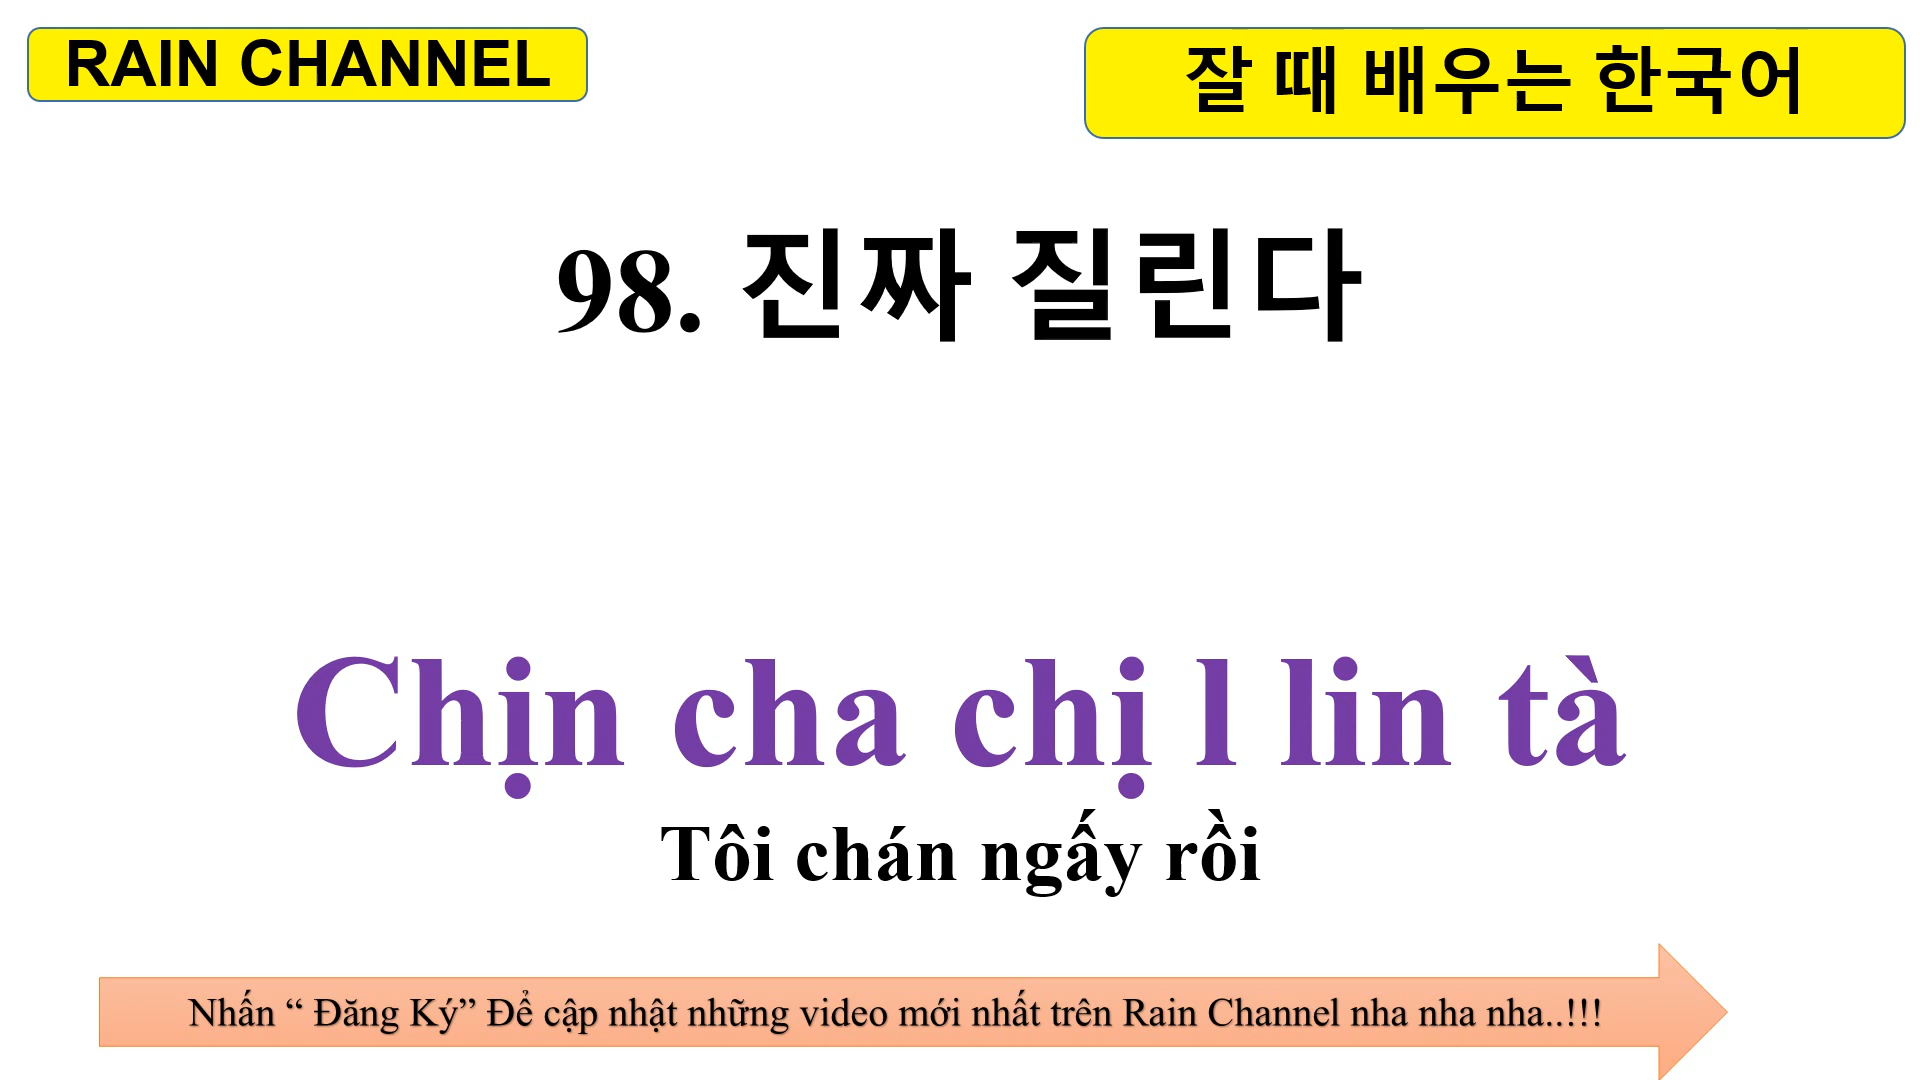 RAIN CHANNEL
잘 때 배우는 한국어
98. 진짜 질린다
Chịn cha chị l lin tà
Tôi chán ngấy rồi
Nhấn “ Đăng Ký” Để cập nhật những video mới nhất trên Rain Channel nha nha nha..!!!